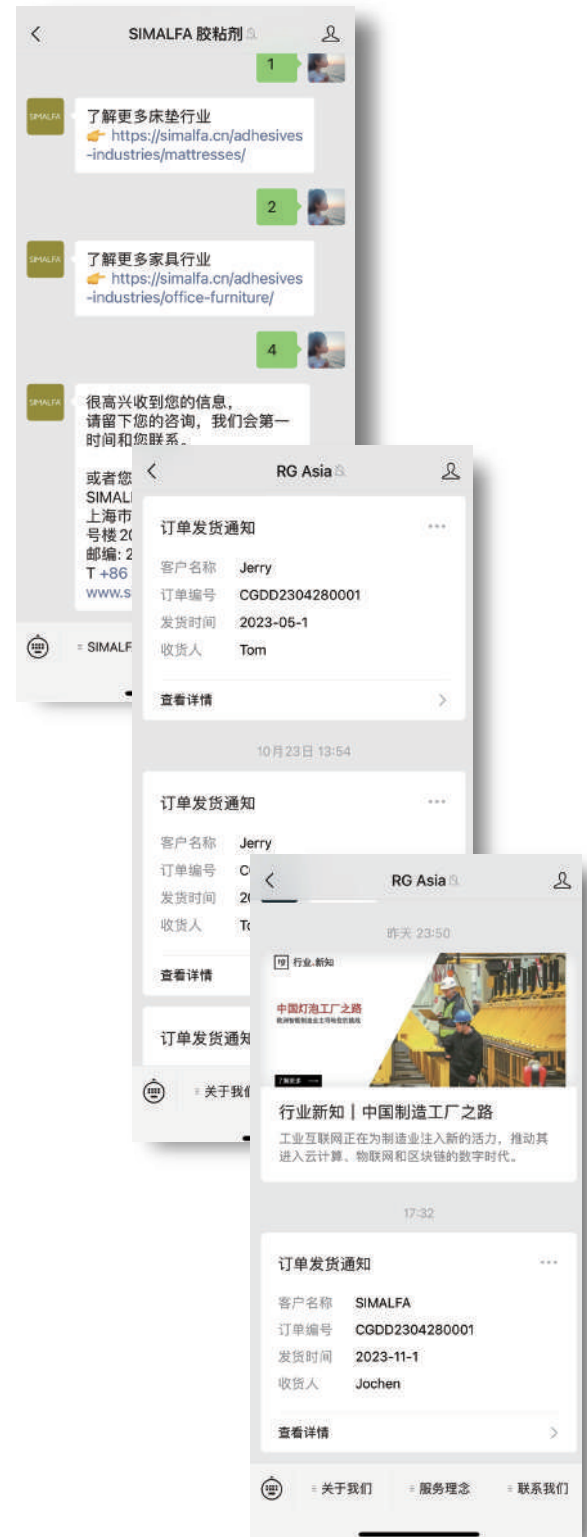 SIMALFA 胶粘剂
1
SIMALFA
了解更多床垫行业
👉 https://simalfa.cn/adhesives
-industries/mattresses/
2
SIMALFA
了解更多家具行业
👉 https://simalfa.cn/adhesives
-industries/office-furniture/
4
SIMALFA
很高兴收到您的信息,
请留下您的咨询, 我们会第一
时间和您联系。
或者您
SIMAL
上海市
号楼20
邮编: 2
T +86
www.s
SIMALF
RG Asia
订单发货通知
客户名称 Jerry
订单编号 CGDD2304280001
发货时间 2023-05-1
收货人 Tom
查看详情
10月23日 13:54
订单发货通知
客户名称 Jerry
订单编号
发货时间
收货人
查看详情
订单发货通知
关于我们
RG Asia
昨天 23:50
行业.新知
中国灯泡工厂之路
了解更多
行业新知 | 中国制造工厂之路
工业互联网正在为制造业注入新的活力, 推动其
进入云计算、物联网和区块链的数字时代。
17:32
订单发货通知
客户名称 SIMALFA
订单编号 CGDD2304280001
发货时间 2023-11-1
收货人 Jochen
查看详情
关于我们 服务理念 联系我们